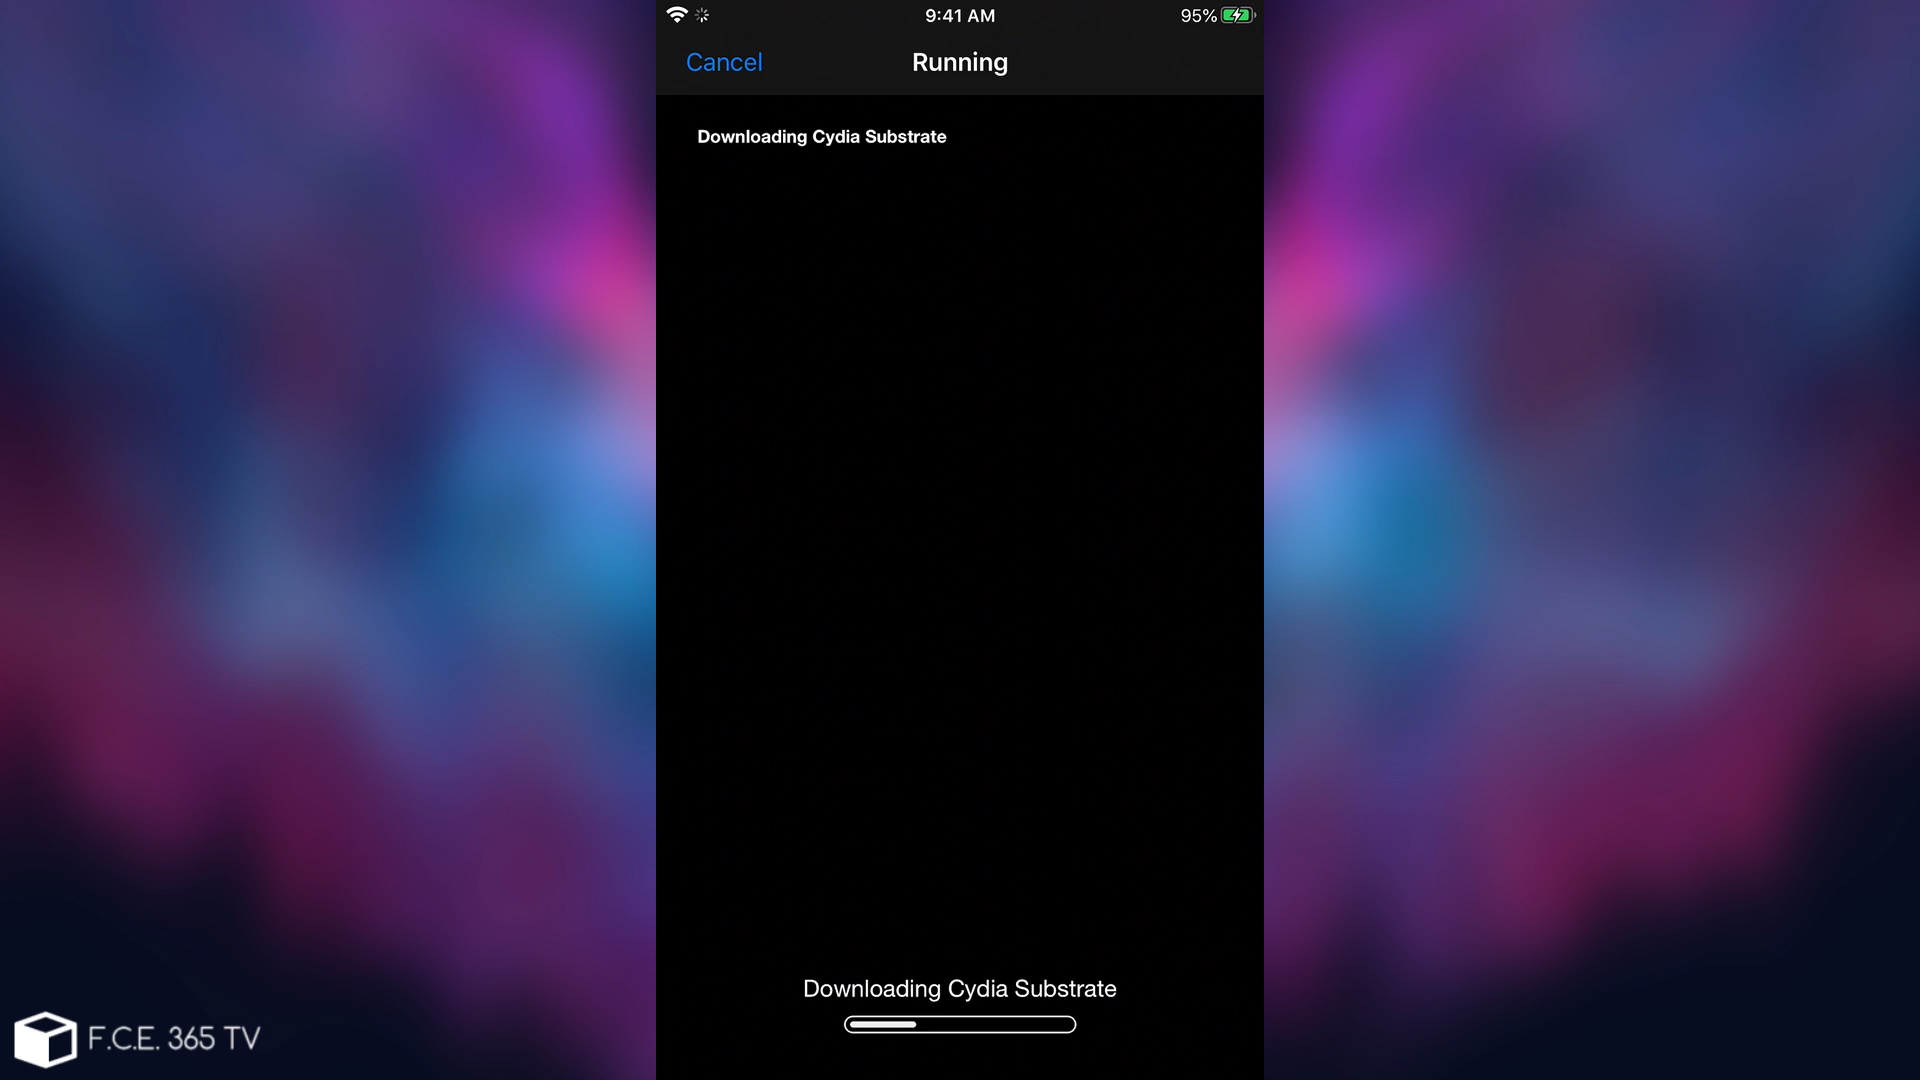 9:41 AM
95%
Cancel
Running
Downloading Cydia Substrate
Downloading Cydia Substrate
F.C.E. 365 TV